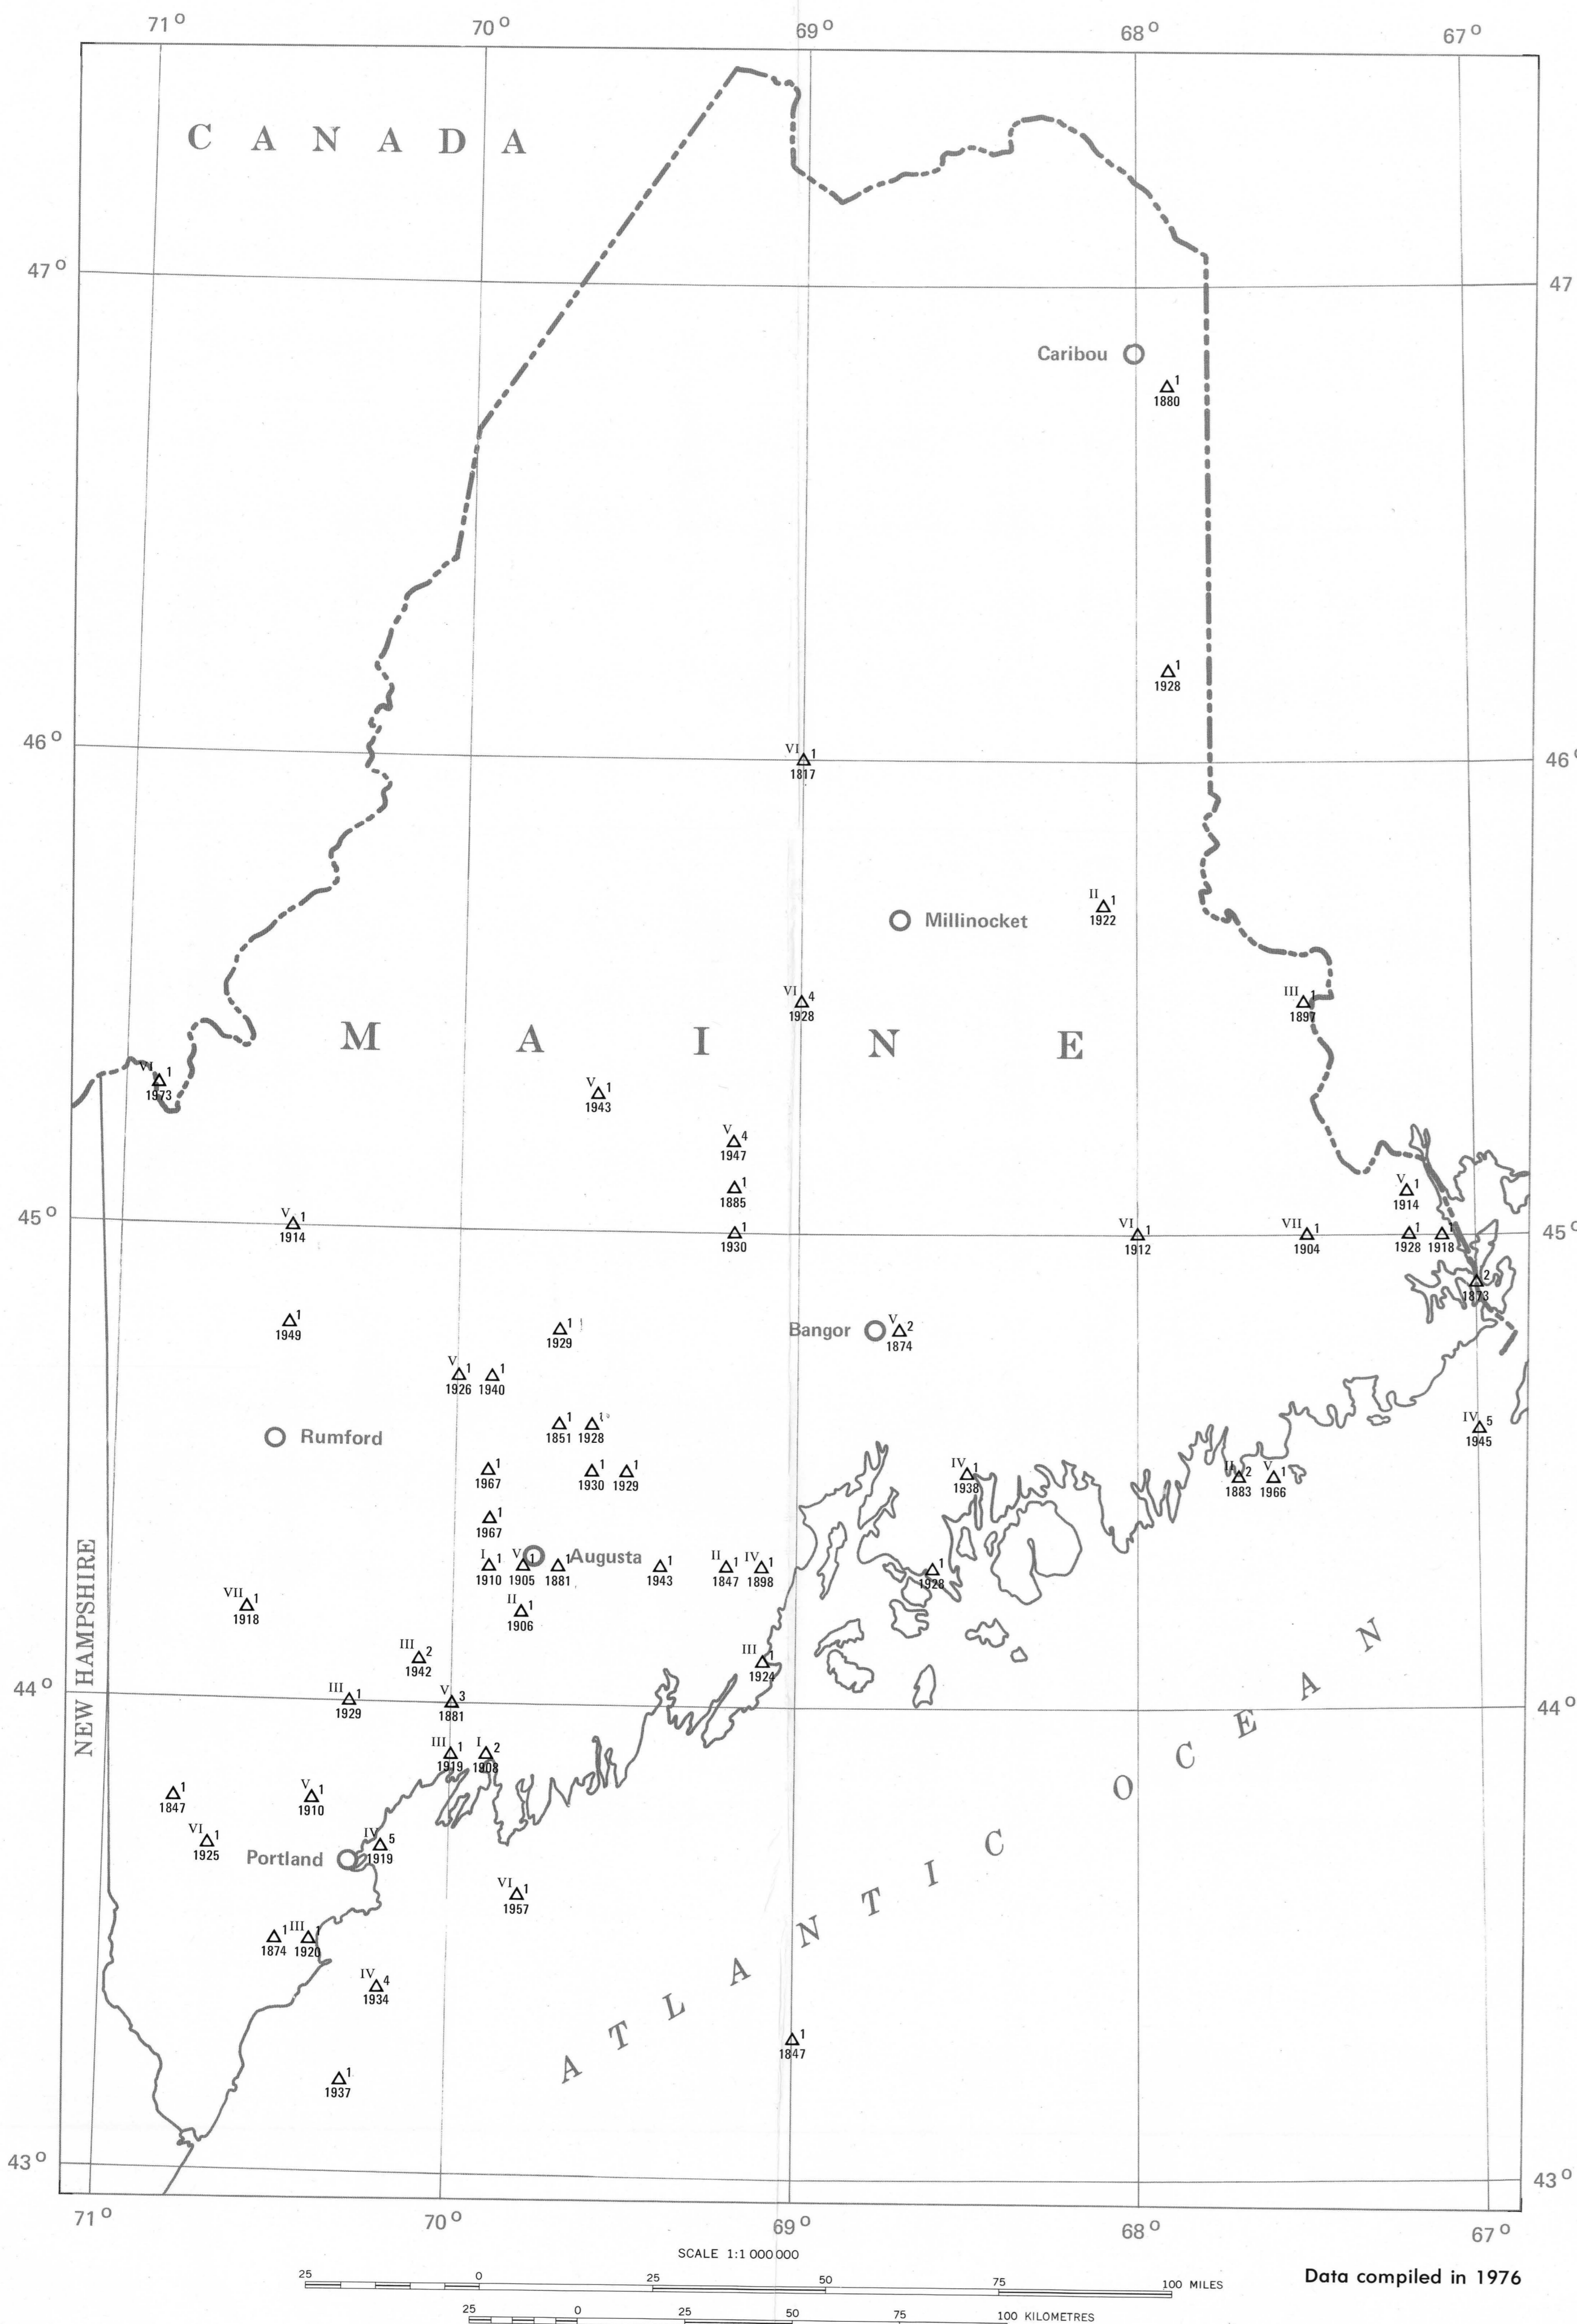 71° 70° 69° 68° 67°
CANADA
47° 47
Caribou
1
1880
1
1928
46° 46°
VI 1
1817
II 1
1922
Millinocket
VI 4
1928
III 1
1897
MAINE
VI 1
1973
V 1
1943
V 4
1947
1
1885
V 1
1914
45° 45°
V 1
1914
1
1930
VI 1
1912
VII 1
1904
1
1928
1
1918
2
1873
1
1949
1
1929
Bangor
V 2
1874
V 1
1926
1
1940
Rumford
1
1851
1
1928
IV 5
1945
1
1967
1
1930
1
1929
IV 1
1938
II 2
1883
V 1
1966
1
1967
Augusta
I 1
1910
V 1
1905
1
1881
1
1943
II 1
1847
IV 1
1898
1
1928
VII 1
1918
II 1
1906
NEW HAMPSHIRE
III 2
1942
III 1
1924
44° 44°
III 1
1929
V 3
1881
III 1
1919
I 2
1908
1
1847
V 1
1910
VI 1
1925
Portland
IV 5
1919
VI 1
1957
1
1874
III 1
1920
IV 4
1934
ATLANTIC OCEAN
1
1847
1
1937
43° 43°
71° 70° 69° 68° 67°
SCALE 1:1 000 000
Data compiled in 1976
25 0 25 50 75 100 MILES
25 0 25 50 75 100 KILOMETRES